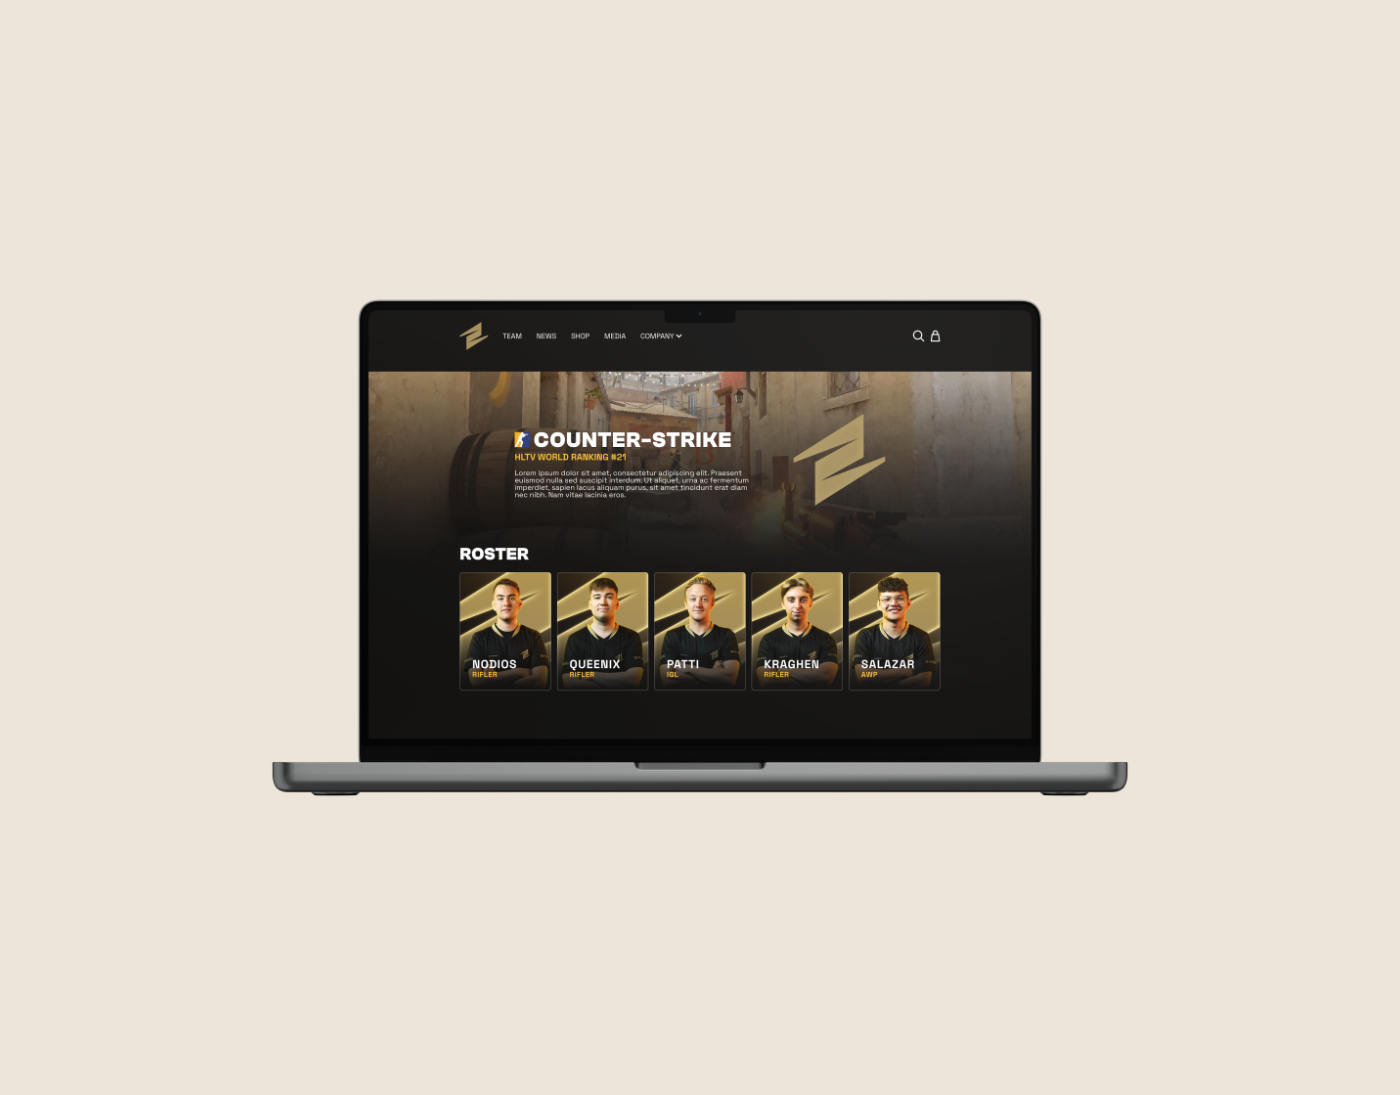 TEAM NEWS SHOP MEDIA COMPANY
COUNTER-STRIKE
HLTV WORLD RANKING #21
Lorem ipsum dolor sit amet, consectetur adipiscing elit. Praesent
euismod nulla sed suscipit interdum. Ut aliquet, urna ac fermentum
imperdiet, sapien lacus aliquam purus, sit amet tincidunt erat diam
nec nibh. Nam vitae lacinia eros.
ROSTER
NODIOS
RIFLER
QUEENIX
RIFLER
PATTI
IGL
KRAGHEN
RIFLER
SALAZAR
AWP